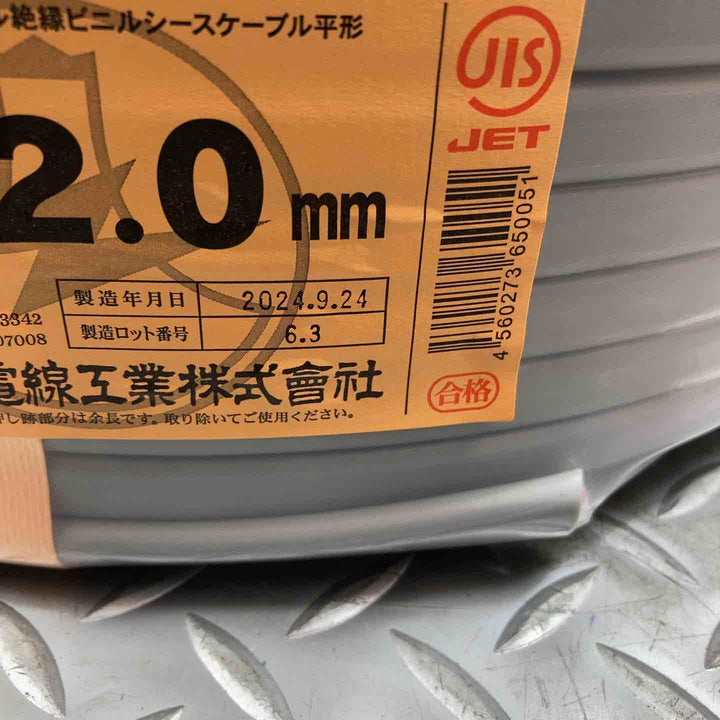 絶縁ビニルシースケーブル平形
JIS
JET
2.0 mm
4 560273 650051
製造年月日 2024.9.24
3342
製造ロット番号 6.3
07008
電線工業株式會社
合格
し跡部分は余長です。取り除いてご使用ください。